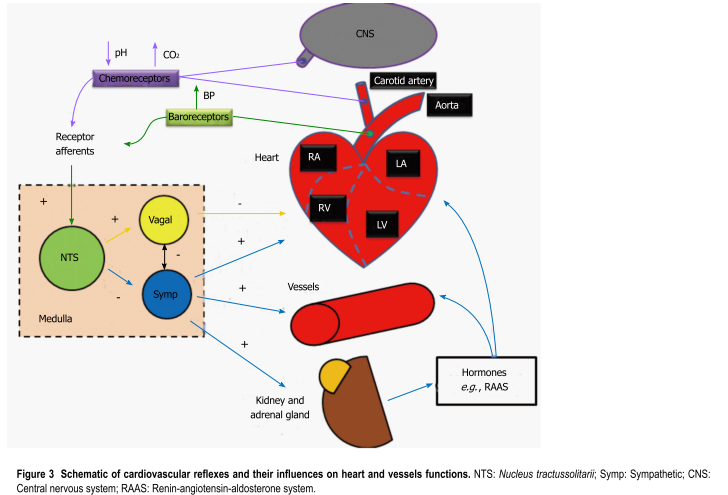 CNS
pH
CO₂
Chemoreceptors
Carotid artery
BP
Aorta
Baroreceptors
Receptor
afferents
Heart
RA
LA
RV
LV
+
+
Vagal
-
NTS
-
+
-
Symp
Medulla
+
Vessels
+
Kidney and
adrenal gland
Hormones
e.g., RAAS
Figure 3 Schematic of cardiovascular reflexes and their influences on heart and vessels functions. NTS: Nucleus tractussolitarii; Symp: Sympathetic; CNS:
Central nervous system; RAAS: Renin-angiotensin-aldosterone system.